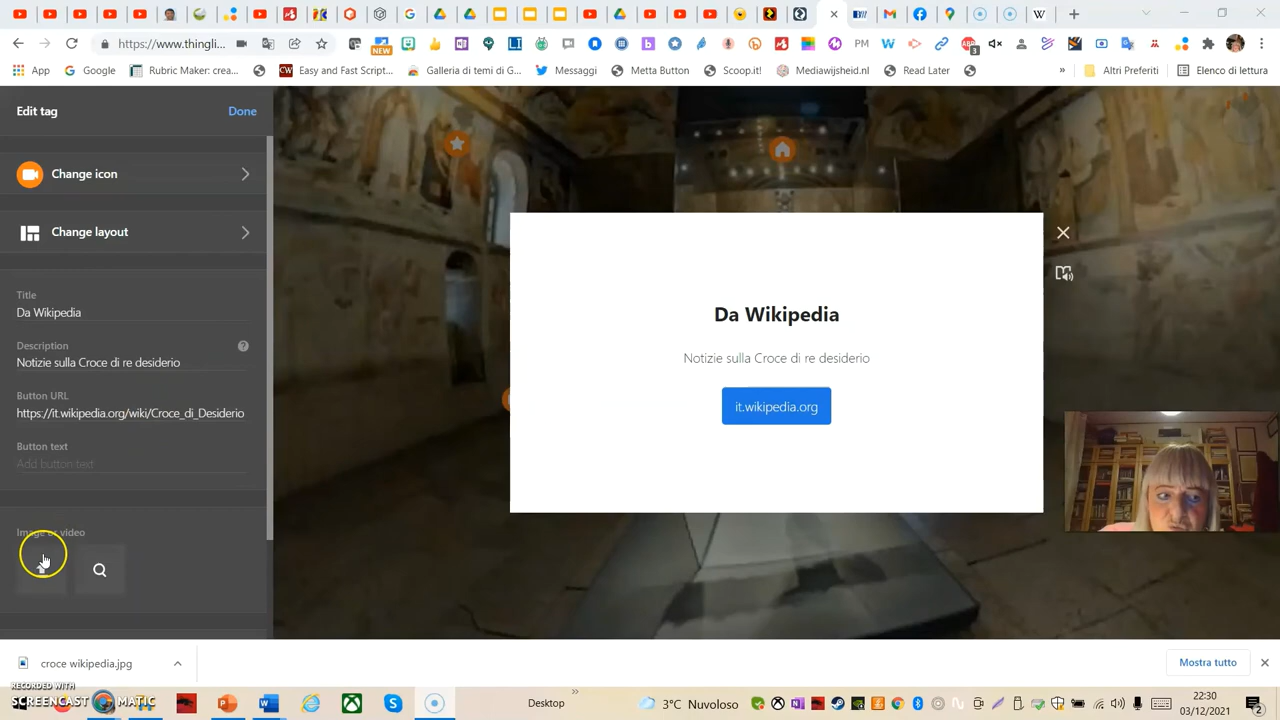 https://www.thingli
NEW
PM
3
App
Google
Rubric Maker: crea...
Easy and Fast Script...
Galleria di temi di G...
Messaggi
Metta Button
Scoop.it!
Mediawijsheid.nl
Read Later
»
Altri Preferiti
Elenco di lettura
Edit tag
Done
Change icon
Change layout
Title
Da Wikipedia
Description
Notizie sulla Croce di re desiderio
Button URL
https://it.wikipedia.org/wiki/Croce_di_Desiderio
Button text
Add button text
Image or video
Da Wikipedia
Notizie sulla Croce di re desiderio
it.wikipedia.org
croce wikipedia.jpg
Mostra tutto
RECORDED WITH
SCREENCAST MATIC
Desktop
»
3°C Nuvoloso
22:30
03/12/2021
2